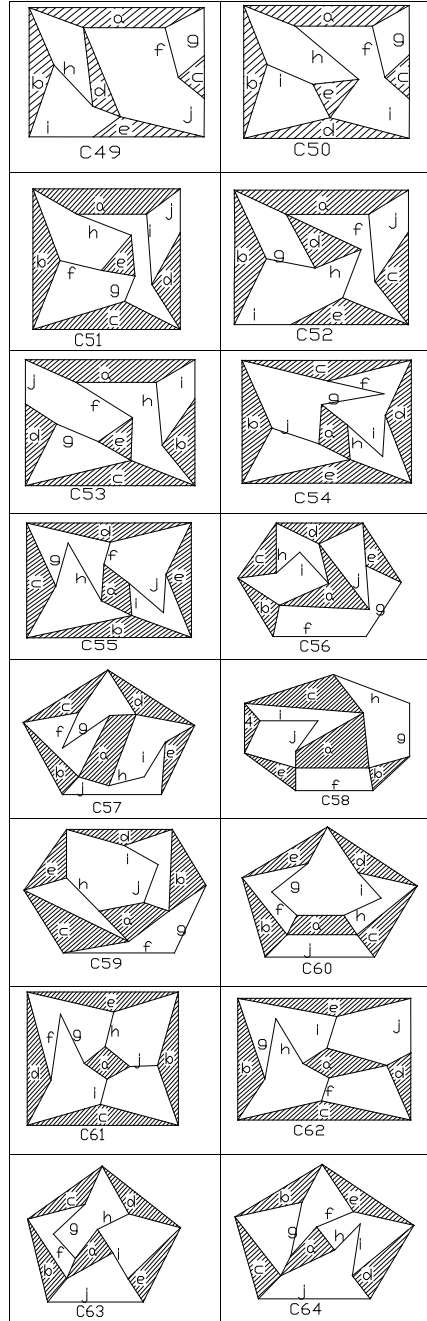 a g f h c b d j i e
C49
a g h f c e i d i
C50
a j h i b e d f g c
C51
a j f d b g h c i e
C52
a j i f h d g e b c
C53
c f g d b a j h i e
C54
d g f c h a j e i b
C55
d c h e i j b a g f
C56
c d f g a i e b j h
C57
c h i 4 j g a e f b
C58
d i e h j b a c g f
C59
e d g i b f h a c j
C60
e f g h d a j b i c
C61
e i j g h a d b f c
C62
c d g h b f a i e j
C63
b e f g h i c a d j
C64